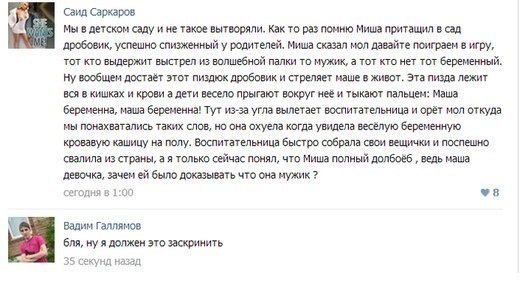 Саид Саркаров
Мы в детском саду и не такое вытворяли. Как то раз помню Миша притащил в сад
дробовик, успешно спизженный у родителей. Миша сказал мол давайте поиграем в игру,
тот кто выдержит выстрел из волшебной палки то мужик, а тот кто нет тот беременный.
Ну вообщем достаёт этот пиздюк дробовик и стреляет маше в живот. Эта пизда лежит
вся в кишках и крови а дети весело прыгают вокруг неё и тыкают пальцем: Маша
беременна, маша беременна! Тут из-за угла вылетает воспитательница и орёт мол откуда
мы понахватались таких слов, но она охуела когда увидела весёлую беременную
кровавую кашицу на полу. Воспитательница быстро собрала свои вещички и поспешно
свалила из страны, а я только сейчас понял, что Миша полный долбоёб , ведь маша
девочка, зачем ей было доказывать что она мужик ?
сегодня в 1:00
8
Вадим Галлямов
бля, ну я должен это заскринить
35 секунд назад